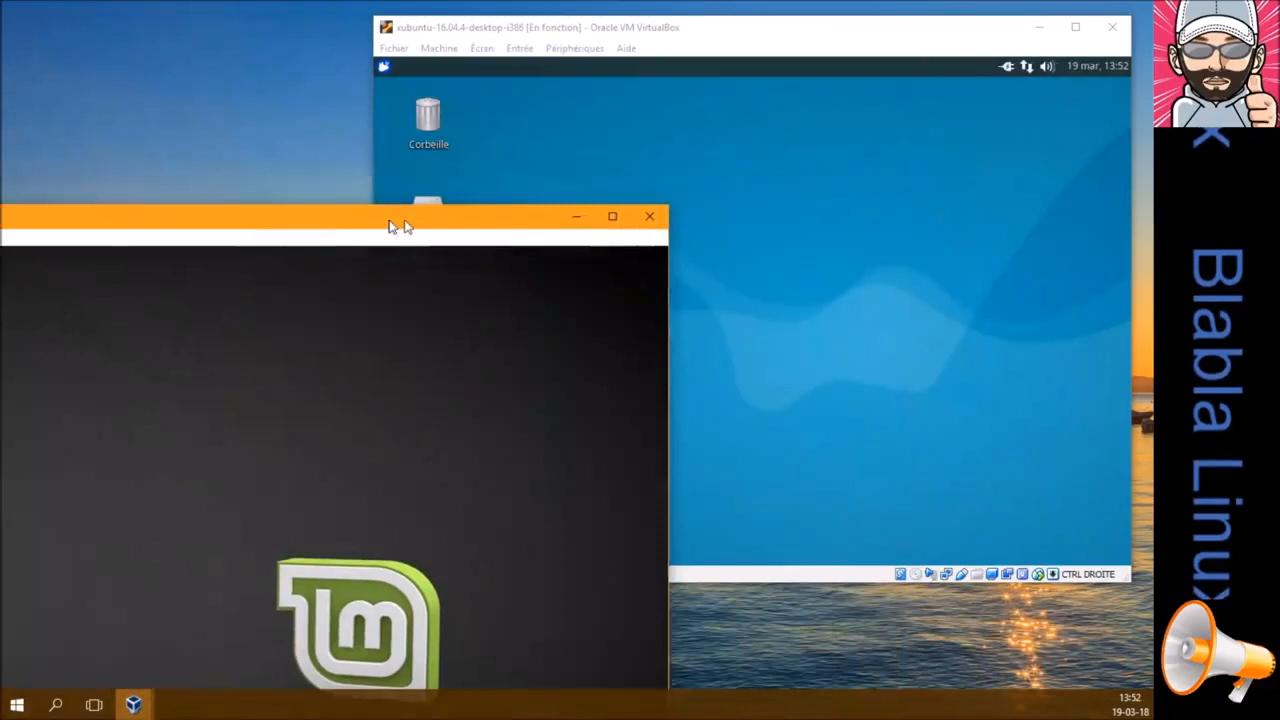 xubuntu-16.04.4-desktop-i386 [En fonction] - Oracle VM VirtualBox
Fichier Machine Écran Entrée Périphériques Aide
19 mar, 13:52
Corbeille
lm
CTRL DROITE
x
Blabla Linux
13:52
19-03-18